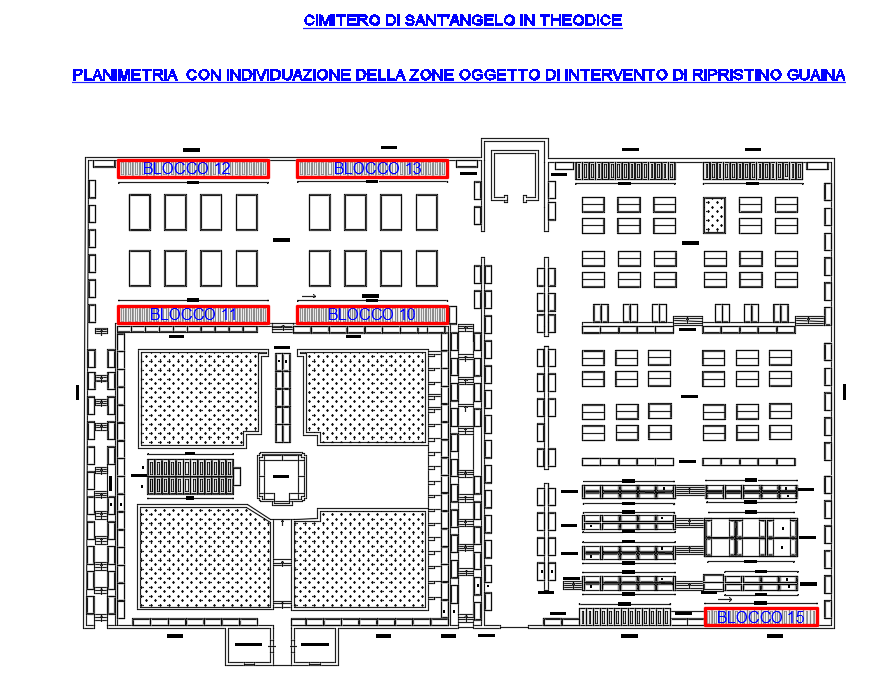 CIMITERO DI SANT'ANGELO IN THEODICE
PLANIMETRIA CON INDIVIDUAZIONE DELLA ZONE OGGETTO DI INTERVENTO DI RIPRISTINO GUAINA
BLOCCO 12
BLOCCO 13
BLOCCO 11
BLOCCO 10
BLOCCO 15